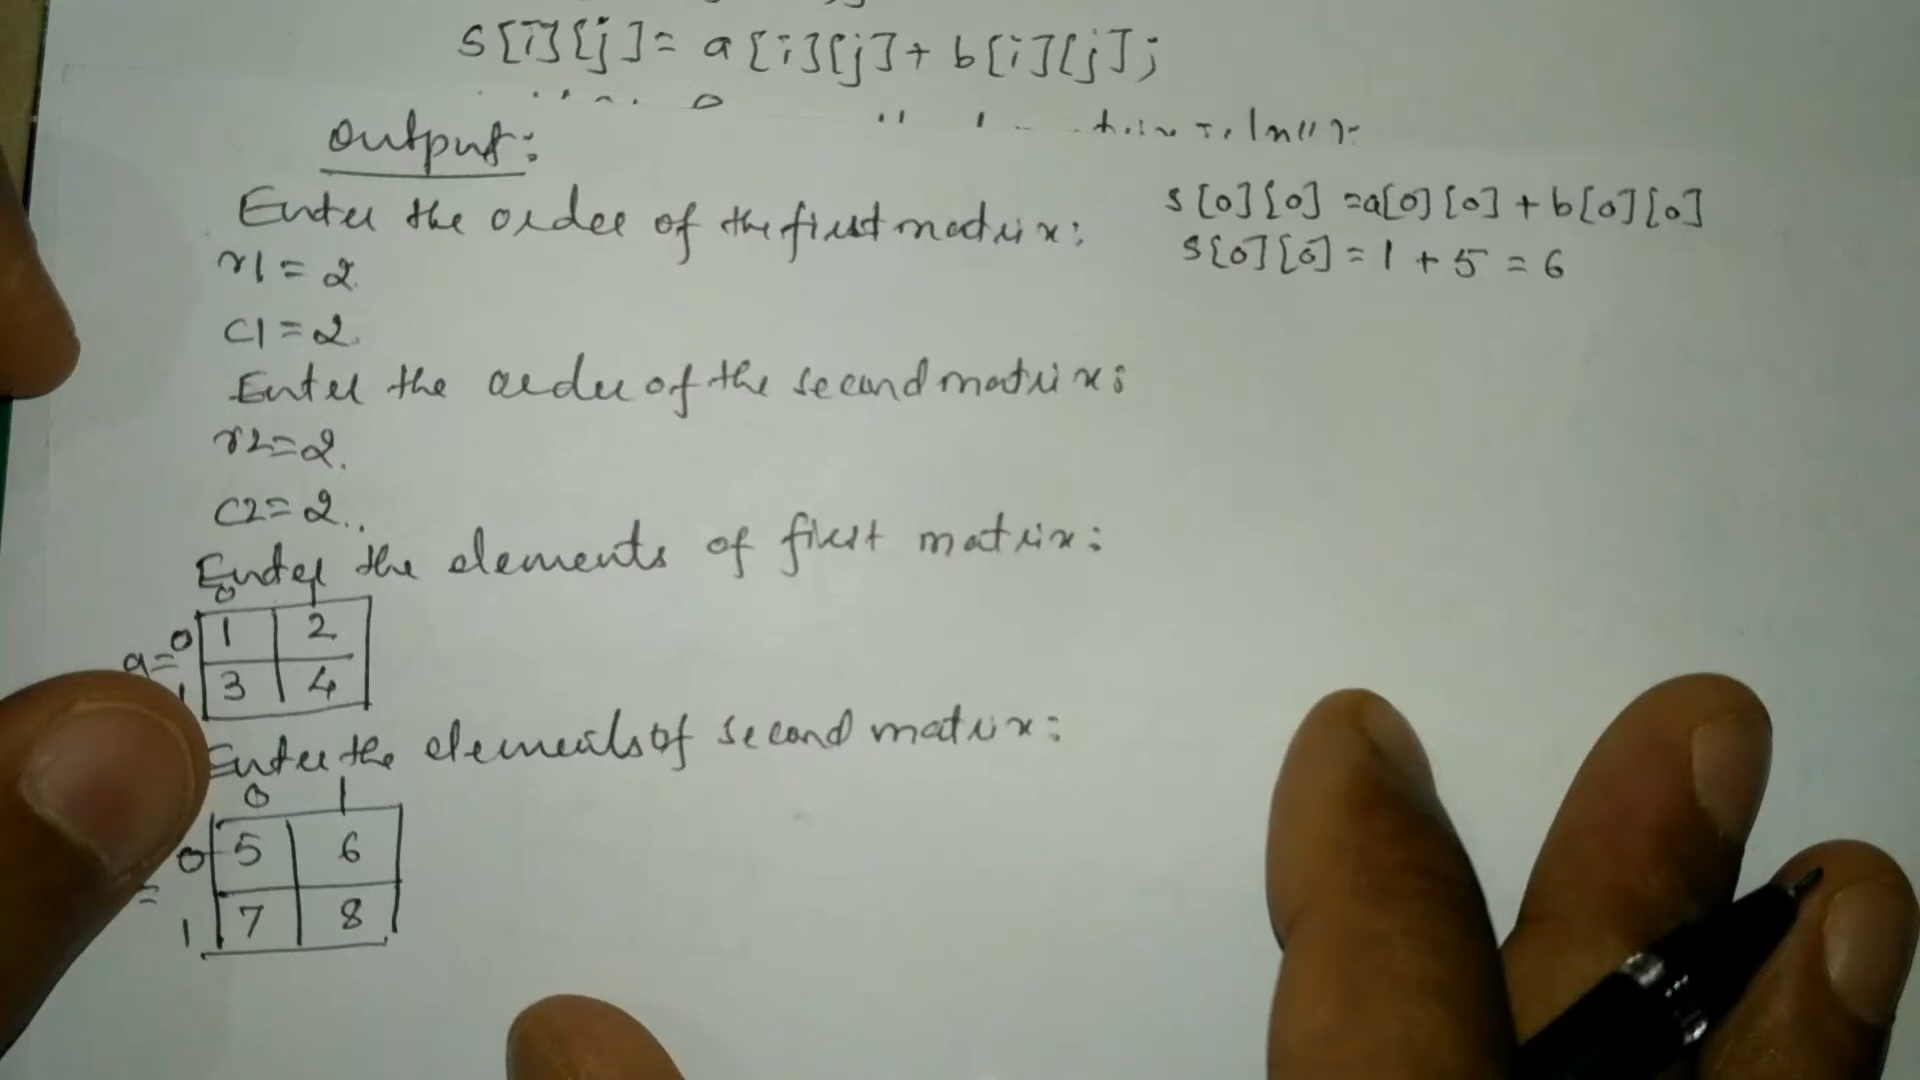 s[i][j]= a[i][j]+ b[i][j];
Output:
Enter the order of the first matrix:
r1 = 2
c1 = 2
Enter the order of the second matrix:
r2=2.
c2=2..
Enter the elements of first matrix:
0 1
a= 0 1 2
1 3 4
Enter the elements of second matrix:
0 1
= 0 5 6
1 7 8
s[0][0] =a[0][0] + b[0][0]
s[0][0] = 1 + 5 = 6